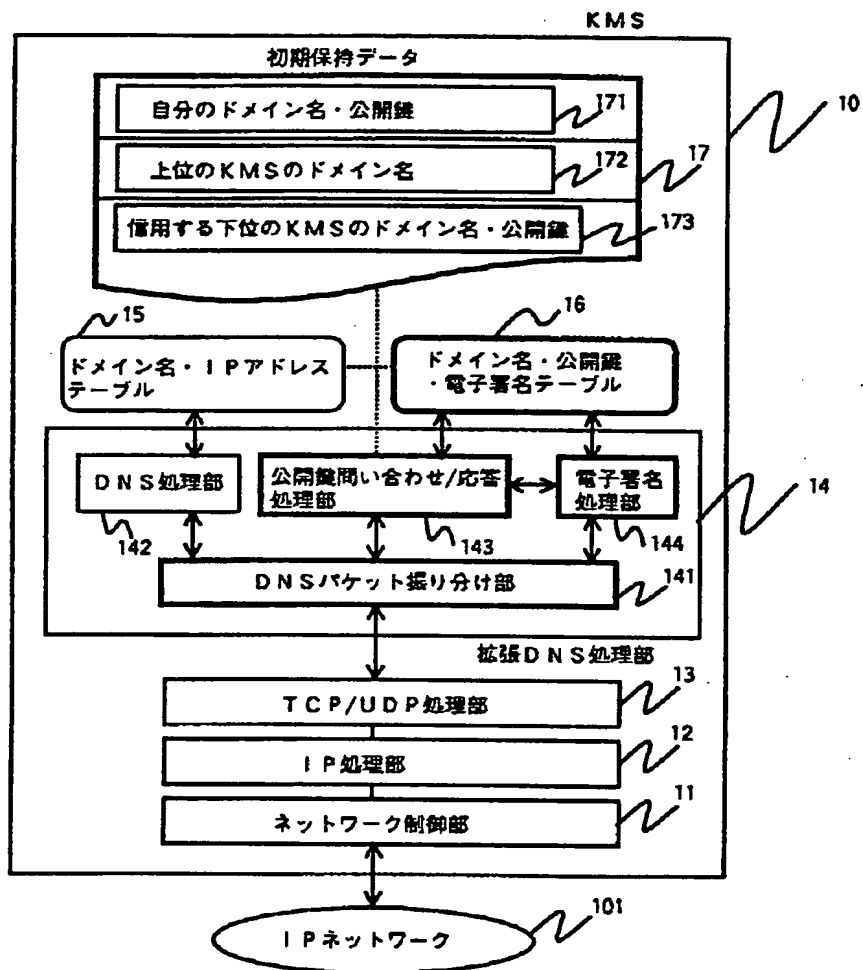 KMS
初期保持データ
10
自分のドメイン名・公開鍵
171
17
上位のKMSのドメイン名
172
信用する下位のKMSのドメイン名・公開鍵
173
15
16
ドメイン名・IPアドレス
テーブル
ドメイン名・公開鍵
・電子署名テーブル
DNS処理部
公開鍵問い合わせ/応答
処理部
電子署名
処理部
14
142
143
144
DNSパケット振り分け部
141
拡張DNS処理部
13
TCP/UDP処理部
12
IP処理部
11
ネットワーク制御部
101
IPネットワーク